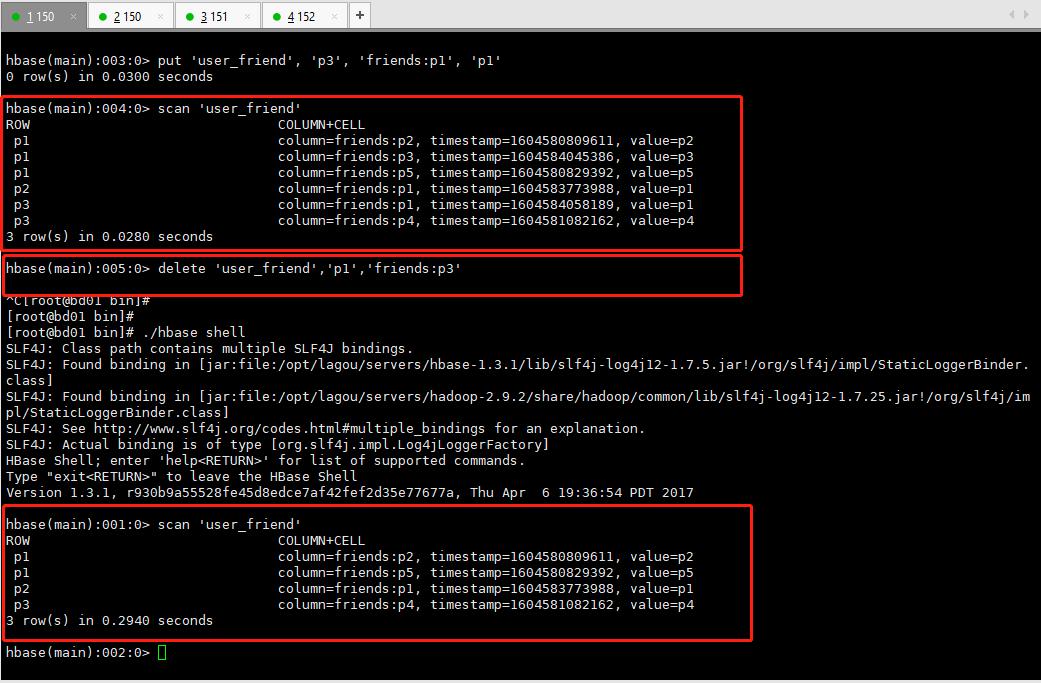 1 150 × 2 150 × 3 151 × 4 152 × +
hbase(main):003:0> put 'user_friend', 'p3', 'friends:p1', 'p1'
0 row(s) in 0.0300 seconds
hbase(main):004:0> scan 'user_friend'
ROW COLUMN+CELL
p1 column=friends:p2, timestamp=1604580809611, value=p2
p1 column=friends:p3, timestamp=1604584045386, value=p3
p1 column=friends:p5, timestamp=1604580829392, value=p5
p2 column=friends:p1, timestamp=1604583773988, value=p1
p3 column=friends:p1, timestamp=1604584058189, value=p1
p3 column=friends:p4, timestamp=1604581082162, value=p4
3 row(s) in 0.0280 seconds
hbase(main):005:0> delete 'user_friend','p1','friends:p3'
^C[root@bd01 bin]#
[root@bd01 bin]#
[root@bd01 bin]# ./hbase shell
SLF4J: Class path contains multiple SLF4J bindings.
SLF4J: Found binding in [jar:file:/opt/lagou/servers/hbase-1.3.1/lib/slf4j-log4j12-1.7.5.jar!/org/slf4j/impl/StaticLoggerBinder.
class]
SLF4J: Found binding in [jar:file:/opt/lagou/servers/hadoop-2.9.2/share/hadoop/common/lib/slf4j-log4j12-1.7.25.jar!/org/slf4j/im
pl/StaticLoggerBinder.class]
SLF4J: See http://www.slf4j.org/codes.html#multiple_bindings for an explanation.
SLF4J: Actual binding is of type [org.slf4j.impl.Log4jLoggerFactory]
HBase Shell; enter 'help<RETURN>' for list of supported commands.
Type "exit<RETURN>" to leave the HBase Shell
Version 1.3.1, r930b9a55528fe45d8edce7af42fef2d35e77677a, Thu Apr  6 19:36:54 PDT 2017
hbase(main):001:0> scan 'user_friend'
ROW COLUMN+CELL
p1 column=friends:p2, timestamp=1604580809611, value=p2
p1 column=friends:p5, timestamp=1604580829392, value=p5
p2 column=friends:p1, timestamp=1604583773988, value=p1
p3 column=friends:p4, timestamp=1604581082162, value=p4
3 row(s) in 0.2940 seconds
hbase(main):002:0>